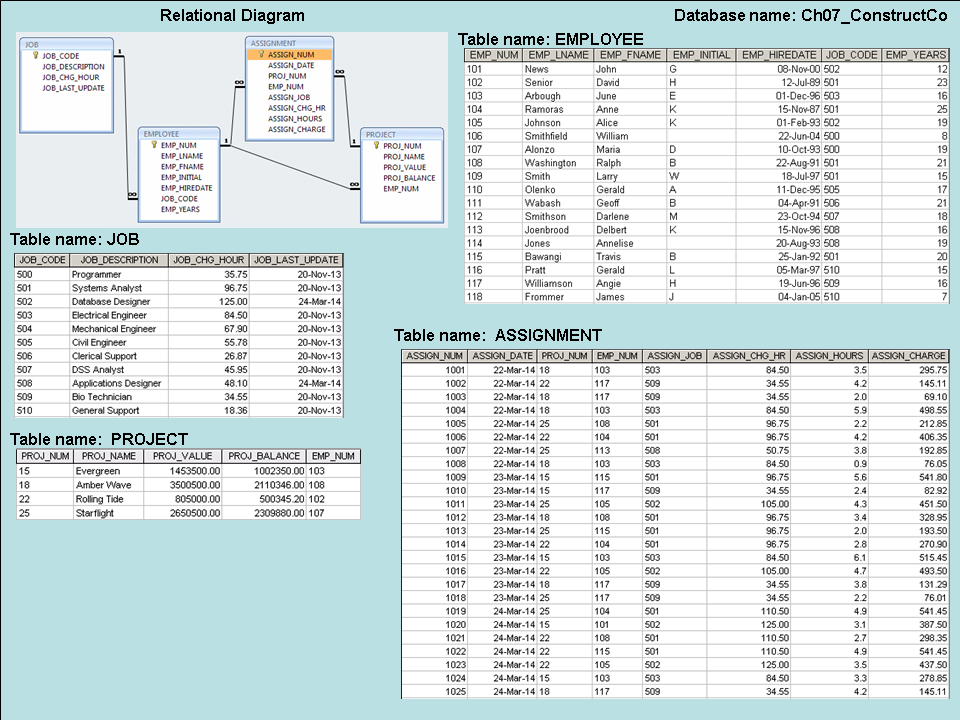 Relational Diagram
Database name: Ch07_ConstructCo
JOB
JOB_CODE
JOB_DESCRIPTION
JOB_CHG_HOUR
JOB_LAST_UPDATE
1
∞
EMPLOYEE
EMP_NUM
EMP_LNAME
EMP_FNAME
EMP_INITIAL
EMP_HIREDATE
JOB_CODE
EMP_YEARS
1
∞
∞
ASSIGNMENT
ASSIGN_NUM
ASSIGN_DATE
PROJ_NUM
EMP_NUM
ASSIGN_JOB
ASSIGN_CHG_HR
ASSIGN_HOURS
ASSIGN_CHARGE
∞
1
PROJECT
PROJ_NUM
PROJ_NAME
PROJ_VALUE
PROJ_BALANCE
EMP_NUM
Table name: EMPLOYEE
EMP_NUM EMP_LNAME EMP_FNAME EMP_INITIAL EMP_HIREDATE JOB_CODE EMP_YEARS
101 News John G 08-Nov-00 502 12
102 Senior David H 12-Jul-89 501 23
103 Arbough June E 01-Dec-96 503 16
104 Ramoras Anne K 15-Nov-87 501 25
105 Johnson Alice K 01-Feb-93 502 19
106 Smithfield William 22-Jun-04 500 8
107 Alonzo Maria D 10-Oct-93 500 19
108 Washington Ralph B 22-Aug-91 501 21
109 Smith Larry W 18-Jul-97 501 15
110 Olenko Gerald A 11-Dec-95 505 17
111 Wabash Geoff B 04-Apr-91 506 21
112 Smithson Darlene M 23-Oct-94 507 18
113 Joenbrood Delbert K 15-Nov-96 508 16
114 Jones Annelise 20-Aug-93 508 19
115 Bawangi Travis B 25-Jan-92 501 20
116 Pratt Gerald L 05-Mar-97 510 15
117 Williamson Angie H 19-Jun-96 509 16
118 Frommer James J 04-Jan-05 510 7
Table name: JOB
JOB_CODE JOB_DESCRIPTION JOB_CHG_HOUR JOB_LAST_UPDATE
500 Programmer 35.75 20-Nov-13
501 Systems Analyst 96.75 20-Nov-13
502 Database Designer 125.00 24-Mar-14
503 Electrical Engineer 84.50 20-Nov-13
504 Mechanical Engineer 67.90 20-Nov-13
505 Civil Engineer 55.78 20-Nov-13
506 Clerical Support 26.87 20-Nov-13
507 DSS Analyst 45.95 20-Nov-13
508 Applications Designer 48.10 24-Mar-14
509 Bio Technician 34.55 20-Nov-13
510 General Support 18.36 20-Nov-13
Table name: PROJECT
PROJ_NUM PROJ_NAME PROJ_VALUE PROJ_BALANCE EMP_NUM
15 Evergreen 1453500.00 1002350.00 103
18 Amber Wave 3500500.00 2110346.00 108
22 Rolling Tide 805000.00 500345.20 102
25 Starflight 2650500.00 2309880.00 107
Table name: ASSIGNMENT
ASSIGN_NUM ASSIGN_DATE PROJ_NUM EMP_NUM ASSIGN_JOB ASSIGN_CHG_HR ASSIGN_HOURS ASSIGN_CHARGE
1001 22-Mar-14 18 103 503 84.50 3.5 295.75
1002 22-Mar-14 22 117 509 34.55 4.2 145.11
1003 22-Mar-14 18 117 509 34.55 2.0 69.10
1004 22-Mar-14 18 103 503 84.50 5.9 498.55
1005 22-Mar-14 25 108 501 96.75 2.2 212.85
1006 22-Mar-14 22 104 501 96.75 4.2 406.35
1007 22-Mar-14 25 113 508 50.75 3.8 192.85
1008 22-Mar-14 18 103 503 84.50 0.9 76.05
1009 23-Mar-14 15 115 501 96.75 5.6 541.80
1010 23-Mar-14 15 117 509 34.55 2.4 82.92
1011 23-Mar-14 25 105 502 105.00 4.3 451.50
1012 23-Mar-14 18 108 501 96.75 3.4 328.95
1013 23-Mar-14 25 115 501 96.75 2.0 193.50
1014 23-Mar-14 22 104 501 96.75 2.8 270.90
1015 23-Mar-14 15 103 503 84.50 6.1 515.45
1016 23-Mar-14 22 105 502 105.00 4.7 493.50
1017 23-Mar-14 18 117 509 34.55 3.8 131.29
1018 23-Mar-14 25 117 509 34.55 2.2 76.01
1019 24-Mar-14 25 104 501 110.50 4.9 541.45
1020 24-Mar-14 15 101 502 125.00 3.1 387.50
1021 24-Mar-14 22 108 501 110.50 2.7 298.35
1022 24-Mar-14 22 115 501 110.50 4.9 541.45
1023 24-Mar-14 22 105 502 125.00 3.5 437.50
1024 24-Mar-14 15 103 503 84.50 3.3 278.85
1025 24-Mar-14 18 117 509 34.55 4.2 145.11